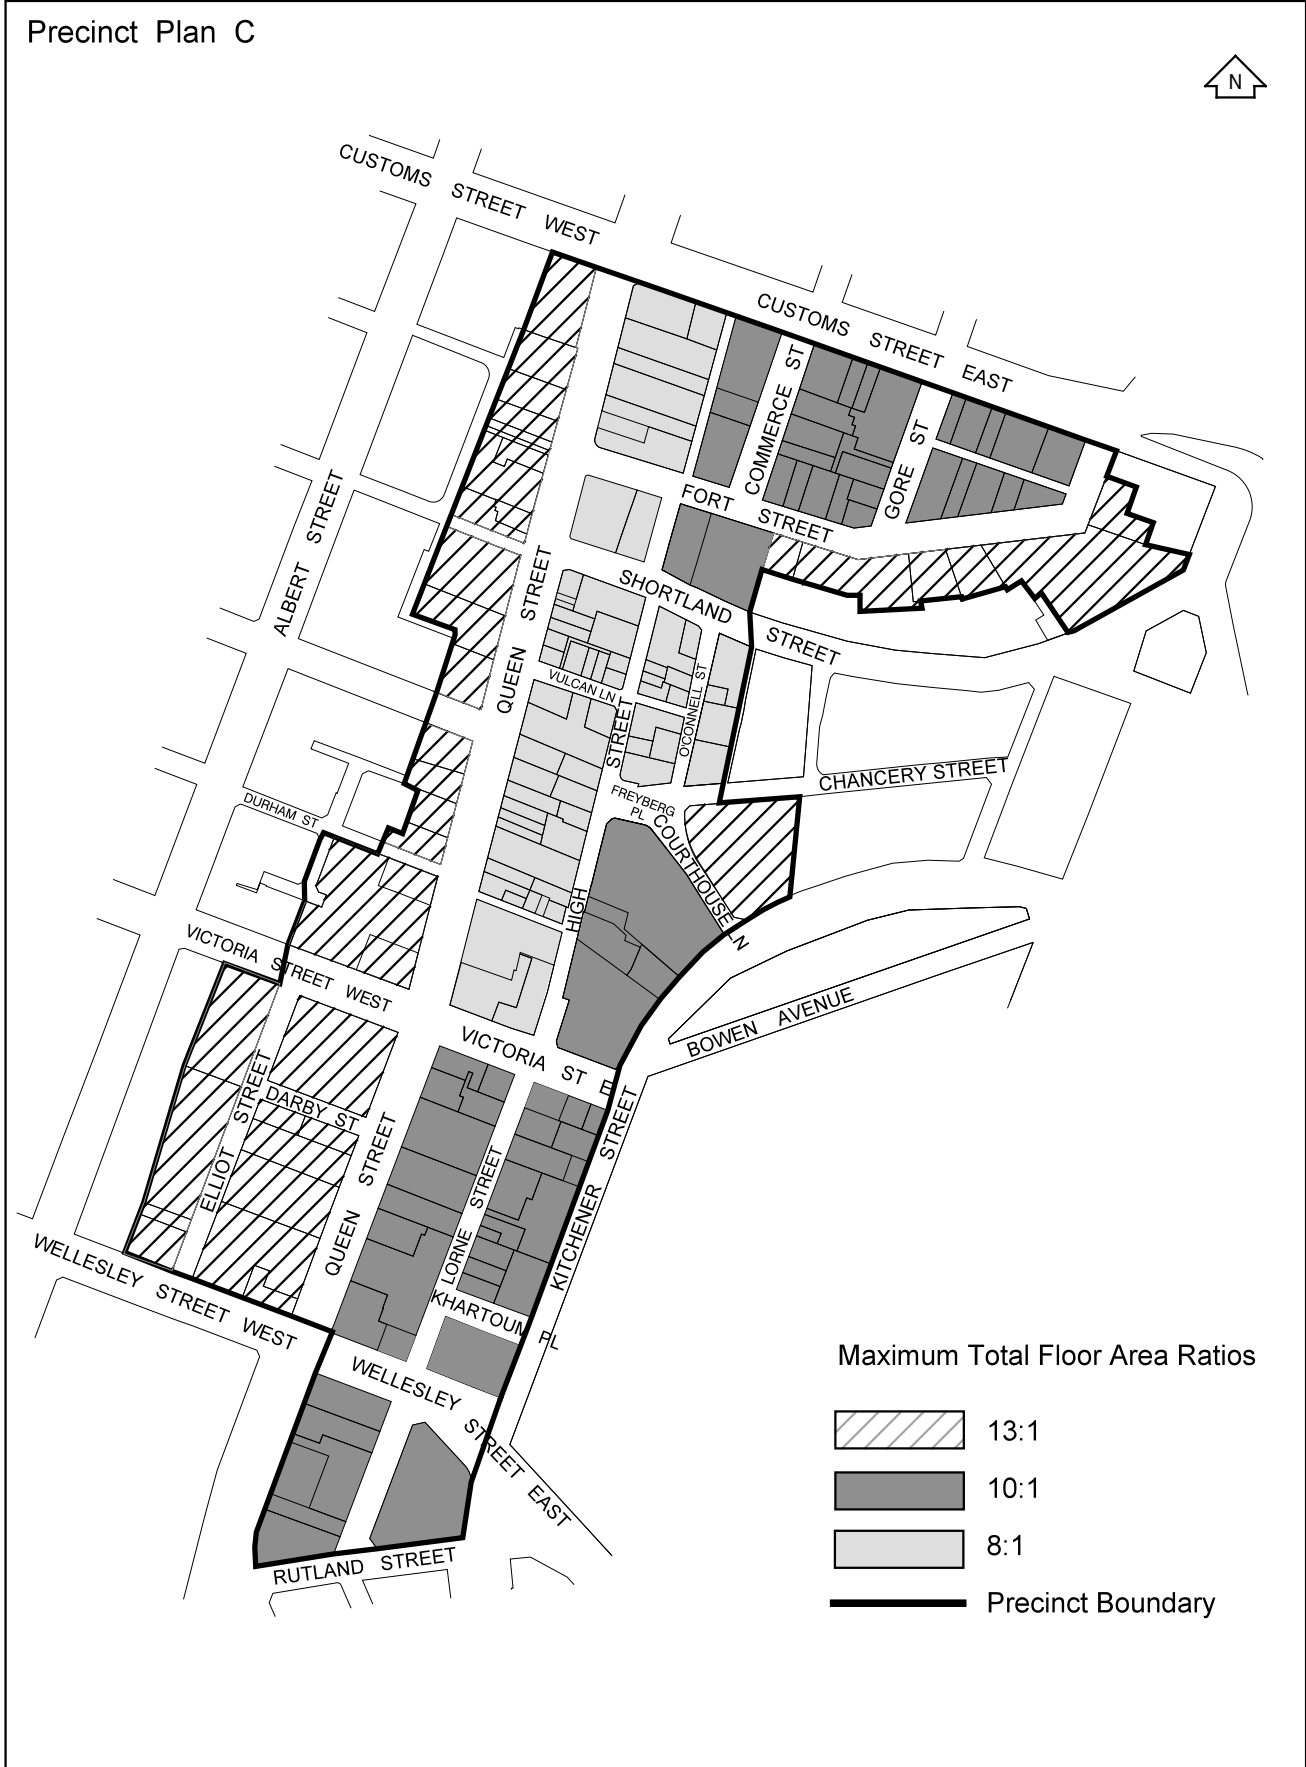 Precinct Plan C
N
CUSTOMS STREET WEST
CUSTOMS STREET EAST
COMMERCE ST
GORE ST
FORT STREET
ALBERT STREET
QUEEN STREET
SHORTLAND STREET
VULCAN LN
O'CONNELL ST
HIGH STREET
CHANCERY STREET
FREYBERG PL
COURTHOUSE LN
DURHAM ST
VICTORIA STREET WEST
BOWEN AVENUE
VICTORIA ST E
ELLIOT STREET
DARBY ST
QUEEN STREET
LORNE STREET
KITCHENER STREET
KHARTOUM PL
WELLESLEY STREET WEST
WELLESLEY STREET EAST
RUTLAND STREET
Maximum Total Floor Area Ratios
13:1
10:1
8:1
Precinct Boundary